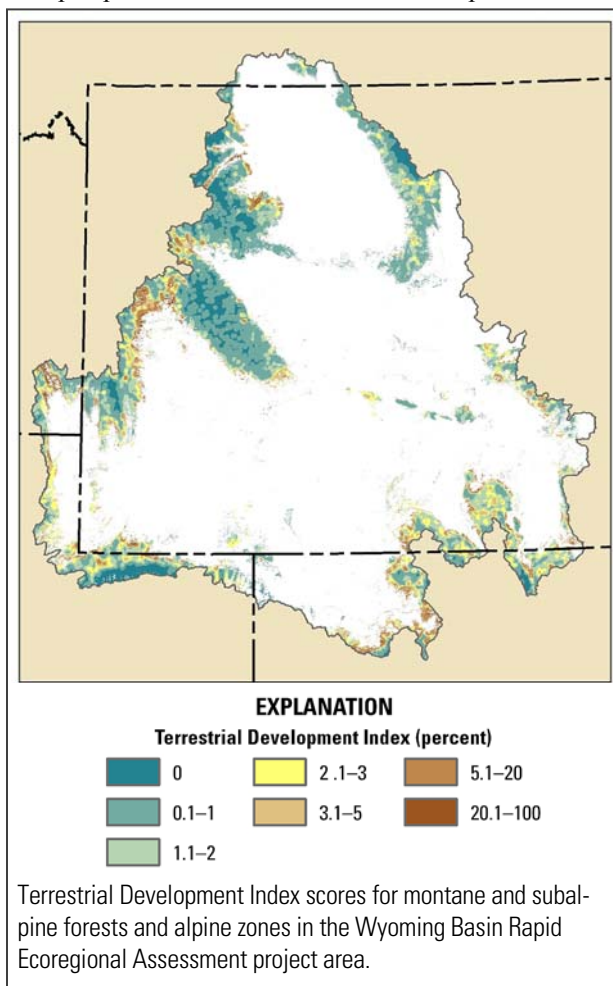 EXPLANATION
Terrestrial Development Index (percent)
0 2 .1–3 5.1–20
0.1–1 3.1–5 20.1–100
1.1–2
Terrestrial Development Index scores for montane and subal-
pine forests and alpine zones in the Wyoming Basin Rapid
Ecoregional Assessment project area.